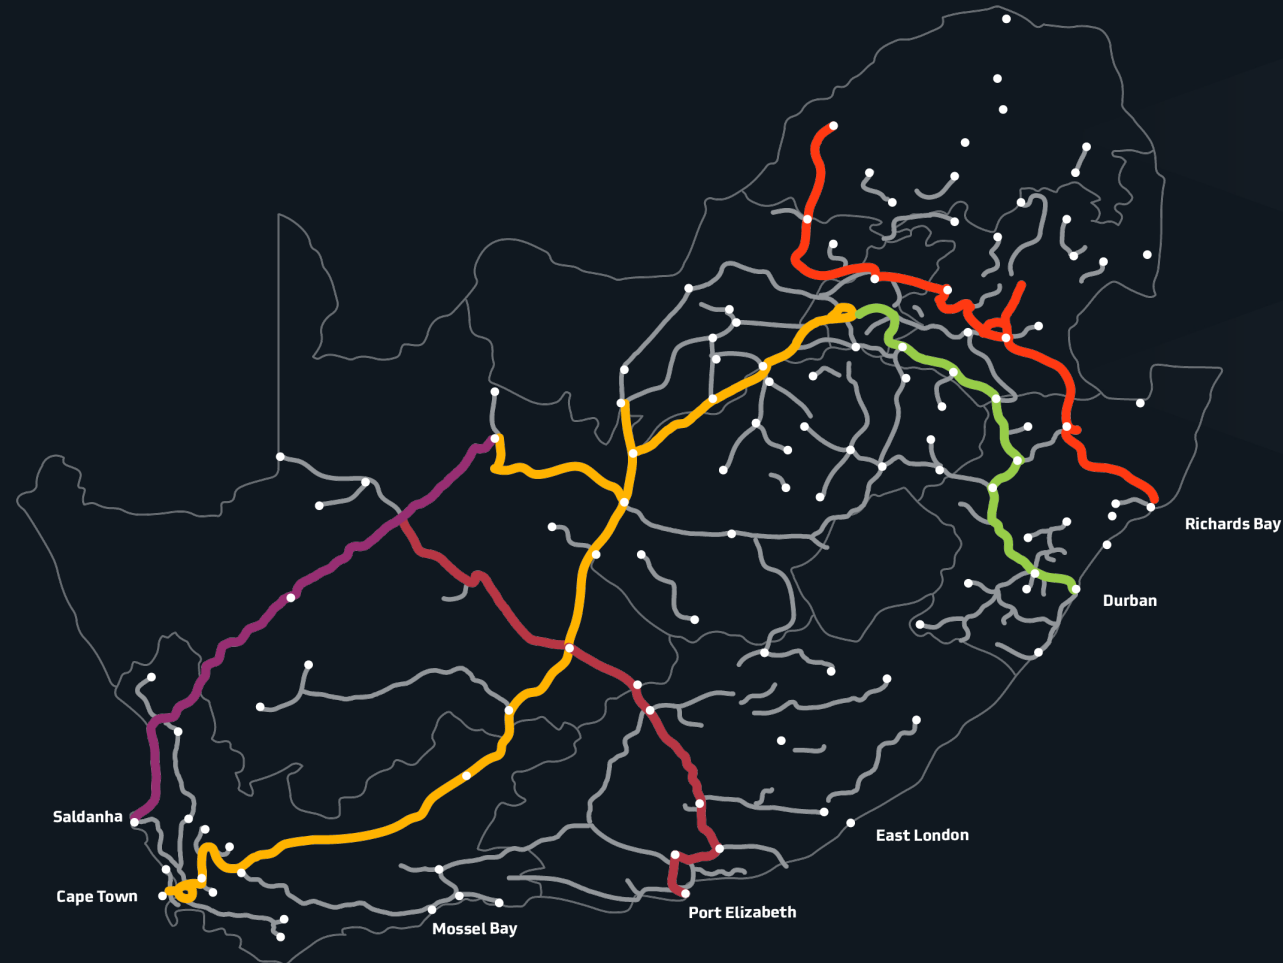 Richards Bay
Durban
Saldanha
East London
Cape Town
Port Elizabeth
Mossel Bay